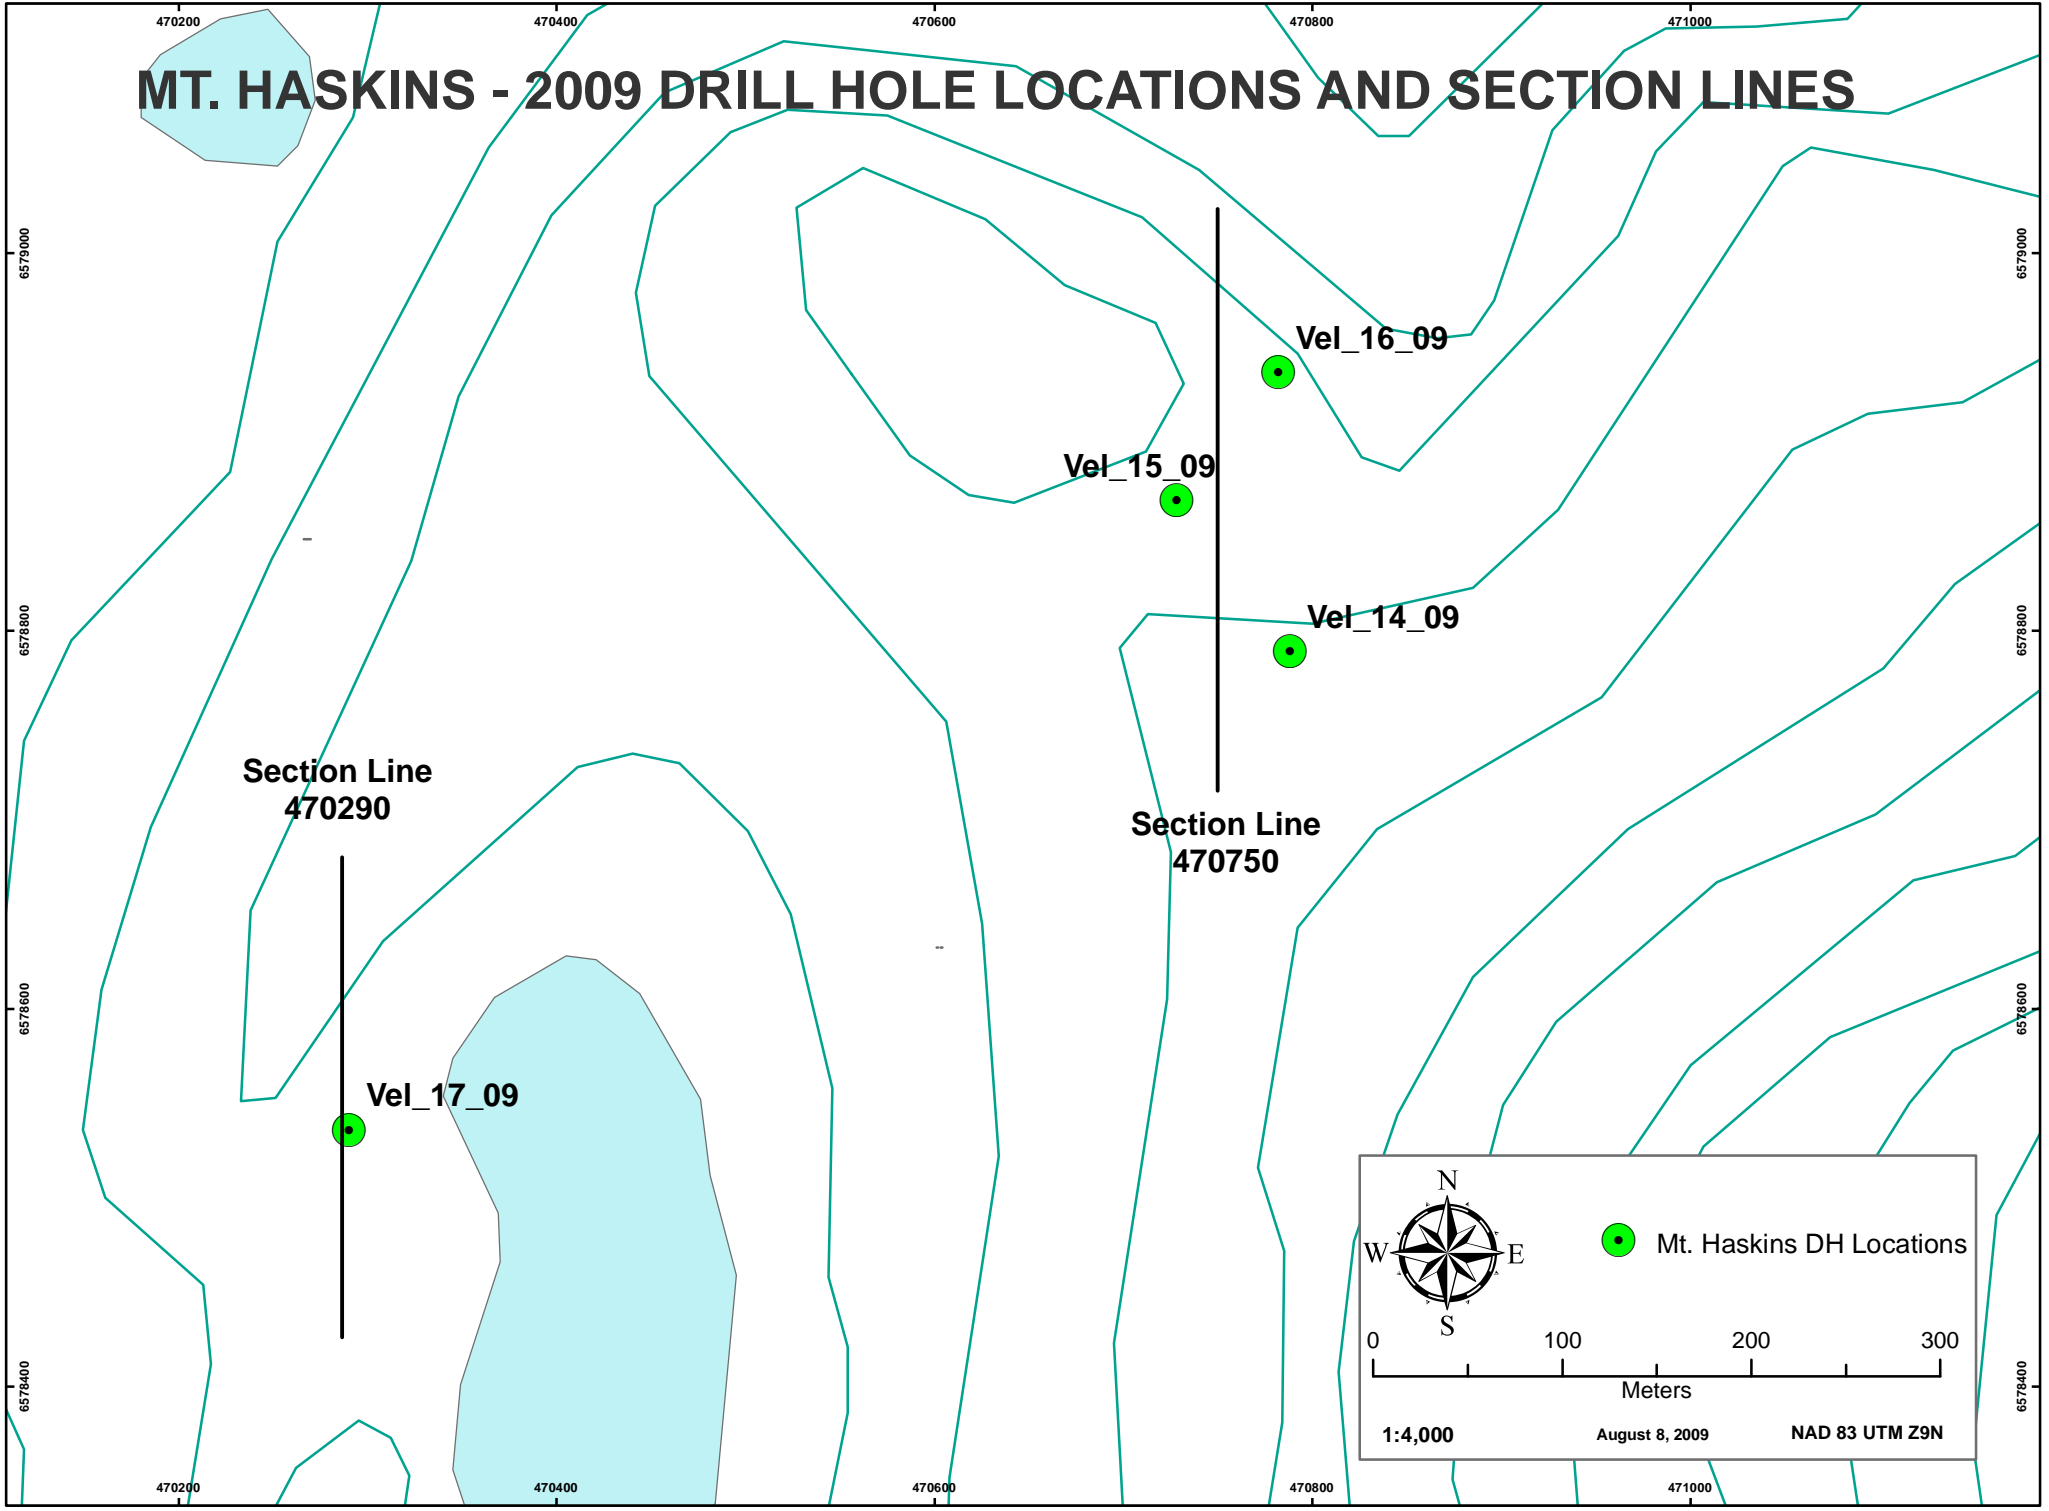 470200 470400 470600 470800 471000
MT. HASKINS - 2009 DRILL HOLE LOCATIONS AND SECTION LINES
6579000 6579000
Vel_16_09
Vel_15_09
Vel_14_09
6578800 6578800
Section Line
470290
Section Line
470750
6578600 6578600
Vel_17_09
N
W E
S
Mt. Haskins DH Locations
0 100 200 300
Meters
6578400 6578400
1:4,000 August 8, 2009 NAD 83 UTM Z9N
470200 470400 470600 470800 471000